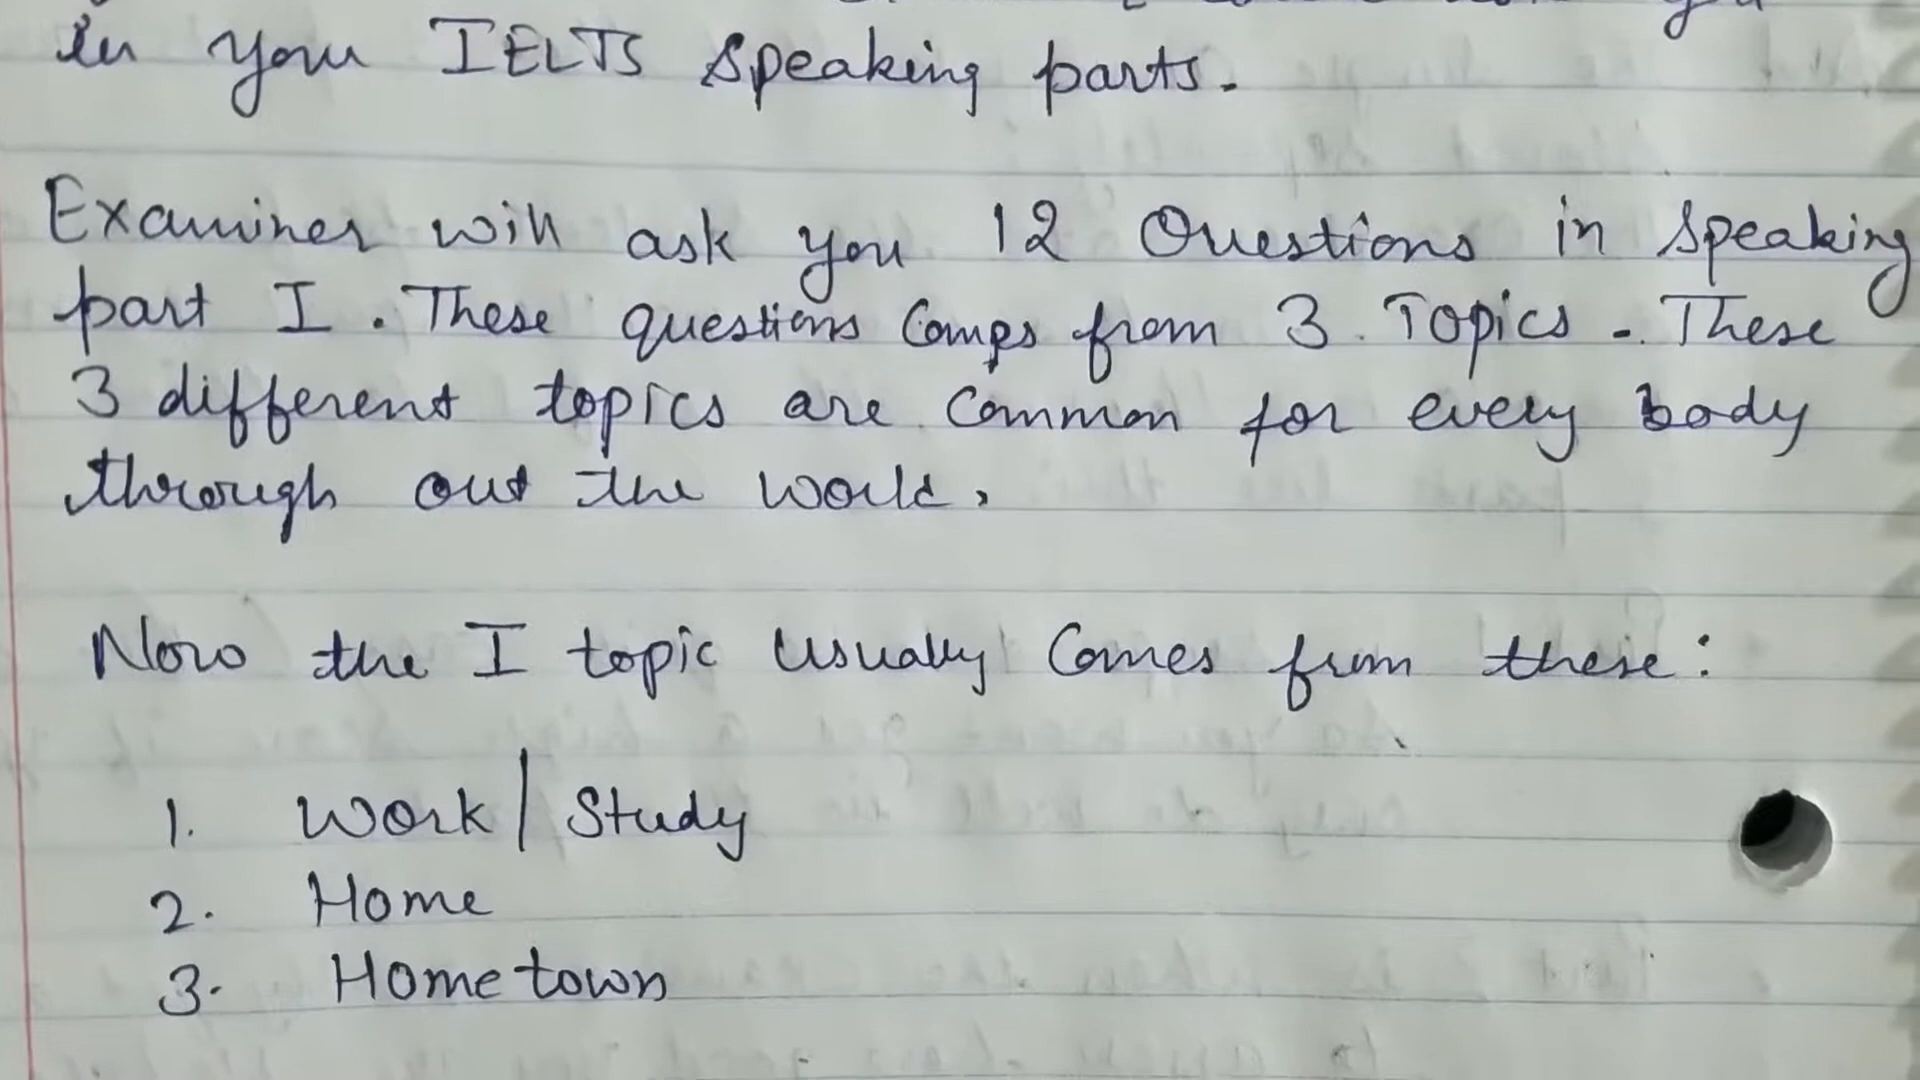 in your IELTS Speaking parts.
Examiner will ask you 12 Questions in Speaking
part I. These questions Comes from 3 Topics. These
3 different topics are Common for every body
through out the world.
Now the I topic Usually Comes from these:
1. Work/Study
2. Home
3. Home town